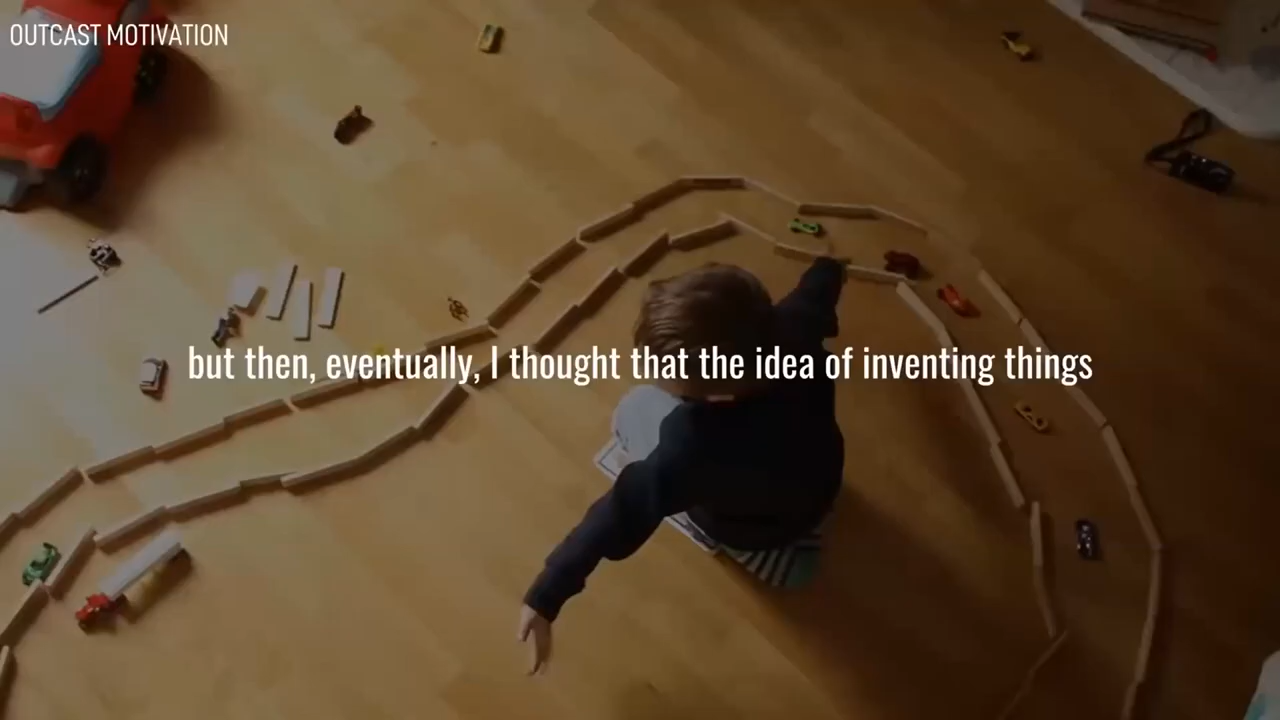 OUTCAST MOTIVATION
but then, eventually, I thought that the idea of inventing things